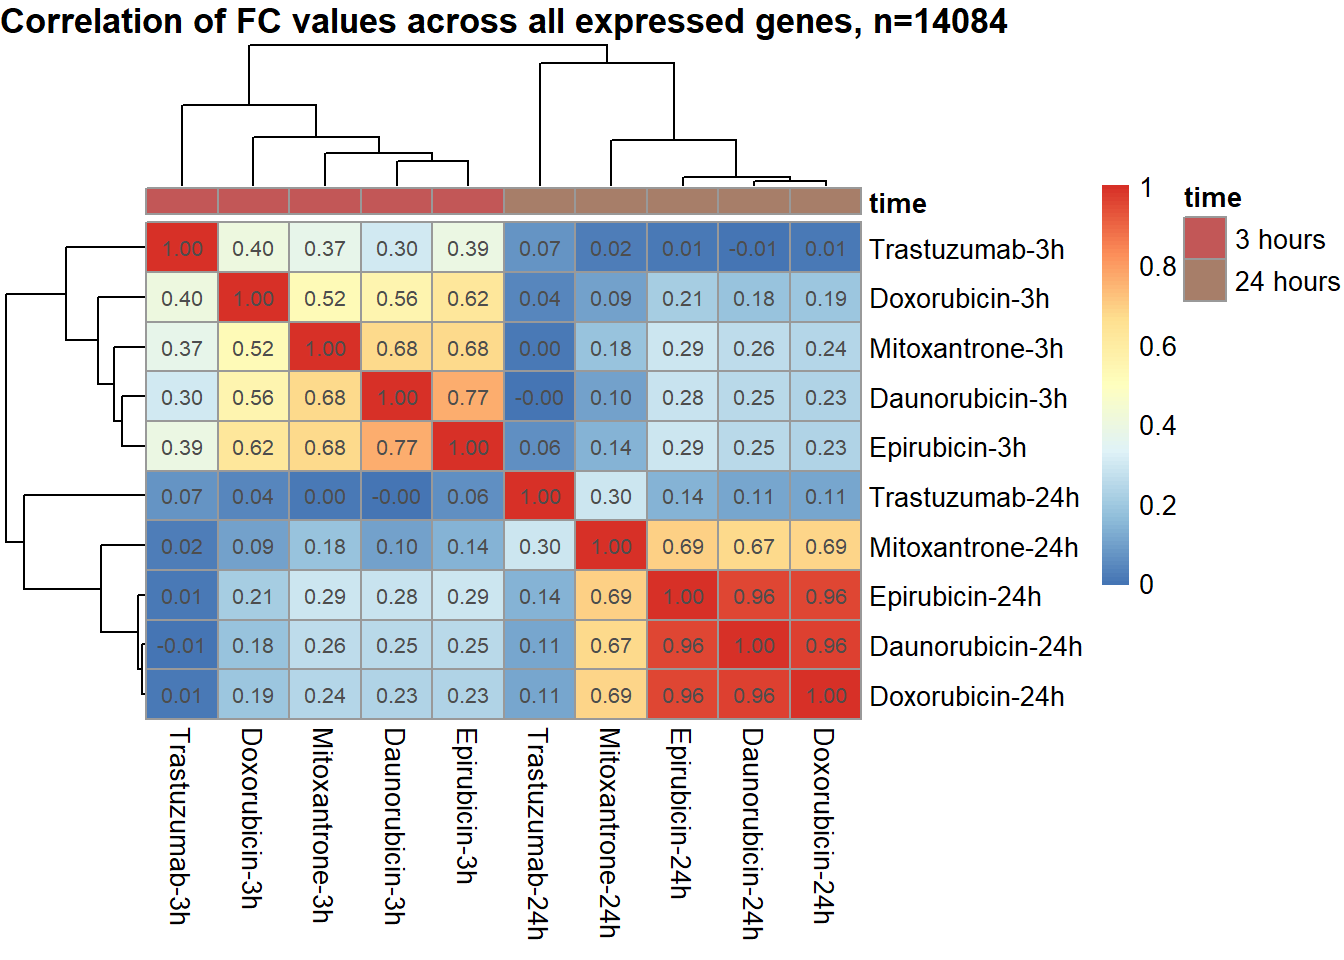 Correlation of FC values across all expressed genes, n=14084
time
1.00 0.40 0.37 0.30 0.39 0.07 0.02 0.01 -0.01 0.01 Trastuzumab-3h
0.40 1.00 0.52 0.56 0.62 0.04 0.09 0.21 0.18 0.19 Doxorubicin-3h
0.37 0.52 1.00 0.68 0.68 0.00 0.18 0.29 0.26 0.24 Mitoxantrone-3h
0.30 0.56 0.68 1.00 0.77 -0.00 0.10 0.28 0.25 0.23 Daunorubicin-3h
0.39 0.62 0.68 0.77 1.00 0.06 0.14 0.29 0.25 0.23 Epirubicin-3h
0.07 0.04 0.00 -0.00 0.06 1.00 0.30 0.14 0.11 0.11 Trastuzumab-24h
0.02 0.09 0.18 0.10 0.14 0.30 1.00 0.69 0.67 0.69 Mitoxantrone-24h
0.01 0.21 0.29 0.28 0.29 0.14 0.69 1.00 0.96 0.96 Epirubicin-24h
-0.01 0.18 0.26 0.25 0.25 0.11 0.67 0.96 1.00 0.96 Daunorubicin-24h
0.01 0.19 0.24 0.23 0.23 0.11 0.69 0.96 0.96 1.00 Doxorubicin-24h
Trastuzumab-3h
Doxorubicin-3h
Mitoxantrone-3h
Daunorubicin-3h
Epirubicin-3h
Trastuzumab-24h
Mitoxantrone-24h
Epirubicin-24h
Daunorubicin-24h
Doxorubicin-24h
1
0.8
0.6
0.4
0.2
0
time
3 hours
24 hours